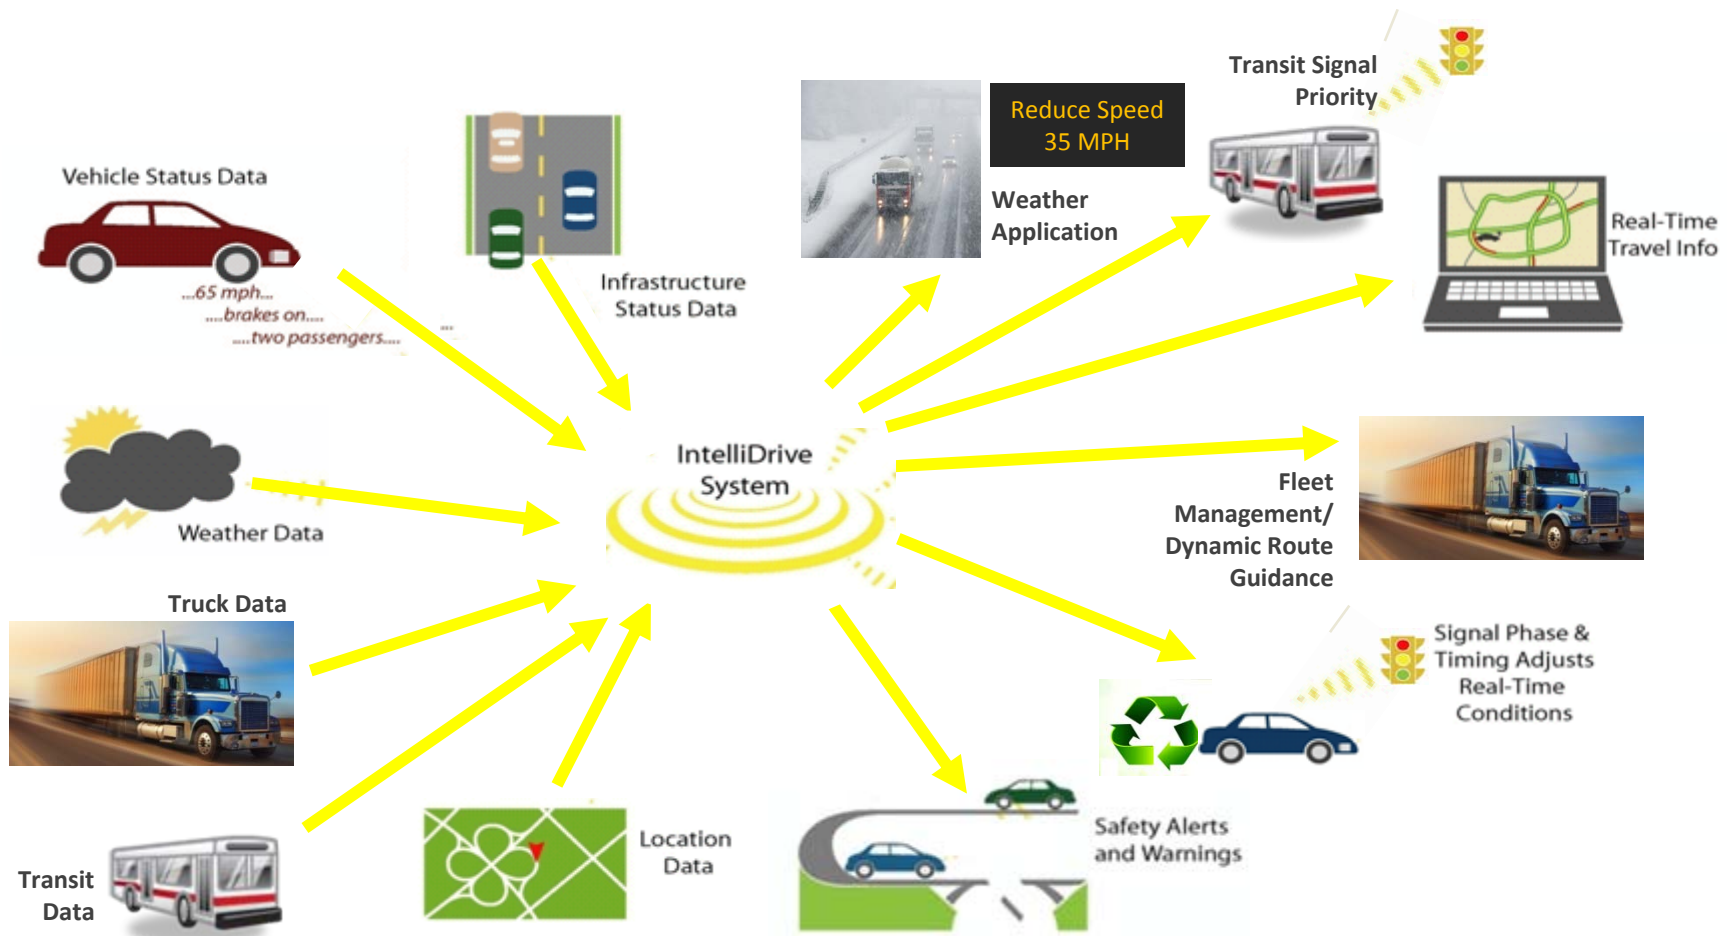 Vehicle Status Data
...65 mph...
....brakes on....
....two passengers....
...
Infrastructure
Status Data
Weather Data
Truck Data
Transit
Data
Location
Data
IntelliDrive
System
Reduce Speed
35 MPH
Weather
Application
Transit Signal
Priority
Real-Time
Travel Info
Fleet
Management/
Dynamic Route
Guidance
Signal Phase &
Timing Adjusts
Real-Time
Conditions
Safety Alerts
and Warnings